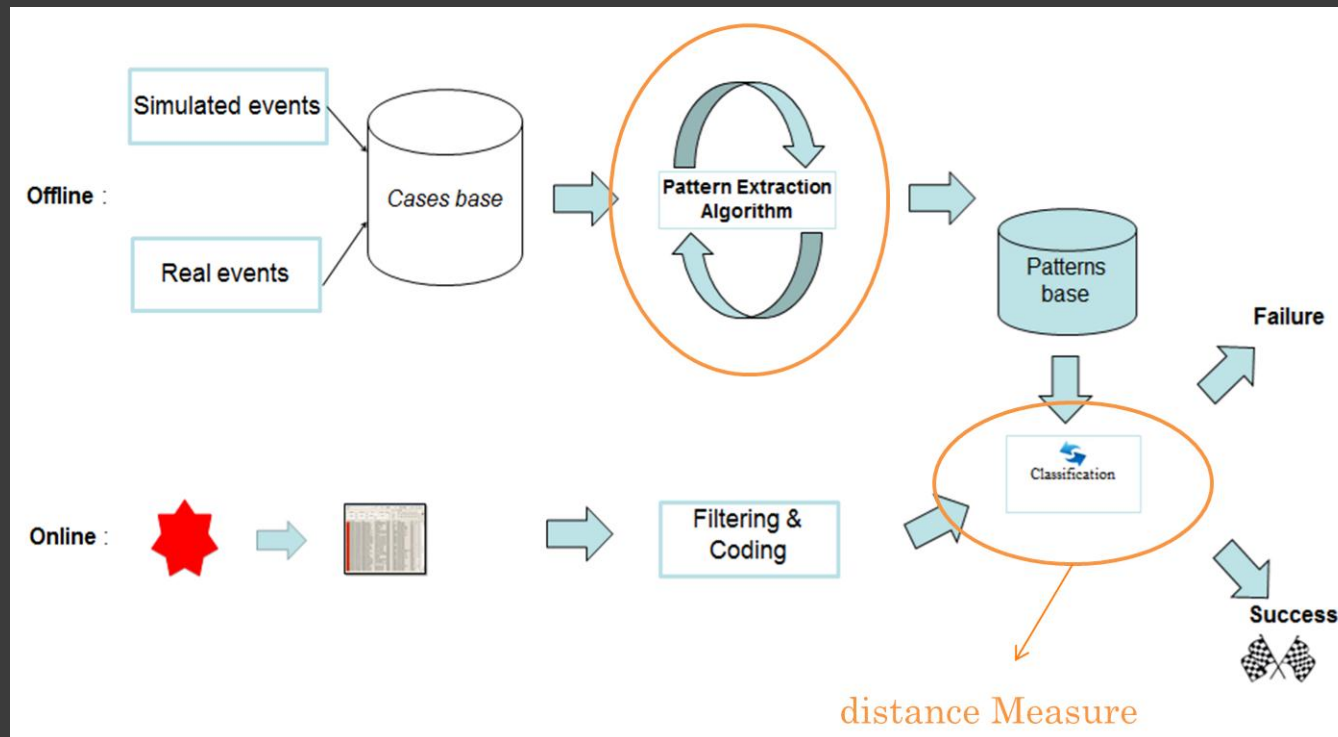 Simulated events
Offline :
Cases base
Real events
Pattern Extraction
Algorithm
Patterns
base
Failure
Classification
Online :
Filtering &
Coding
Success
distance Measure